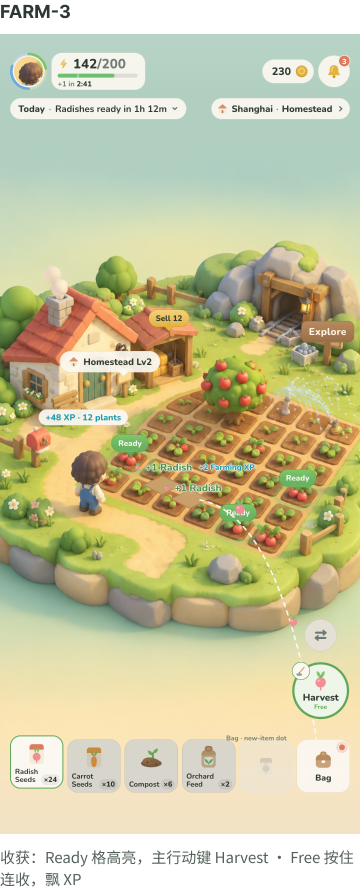 FARM-3
142/200
+1 in 2:41
230
3
Today · Radishes ready in 1h 12m
Shanghai · Homestead
Sell 12
Explore
Homestead Lv2
+48 XP · 12 plants
Ready
+1 Radish +2 Farming XP
Ready
+1 Radish
Ready
Harvest
Free
Bag · new-item dot
Radish Seeds ×24
Carrot Seeds ×10
Compost ×6
Orchard Feed ×2
Bag
收获：Ready 格高亮，主行动键 Harvest · Free 按住
连收，飘 XP